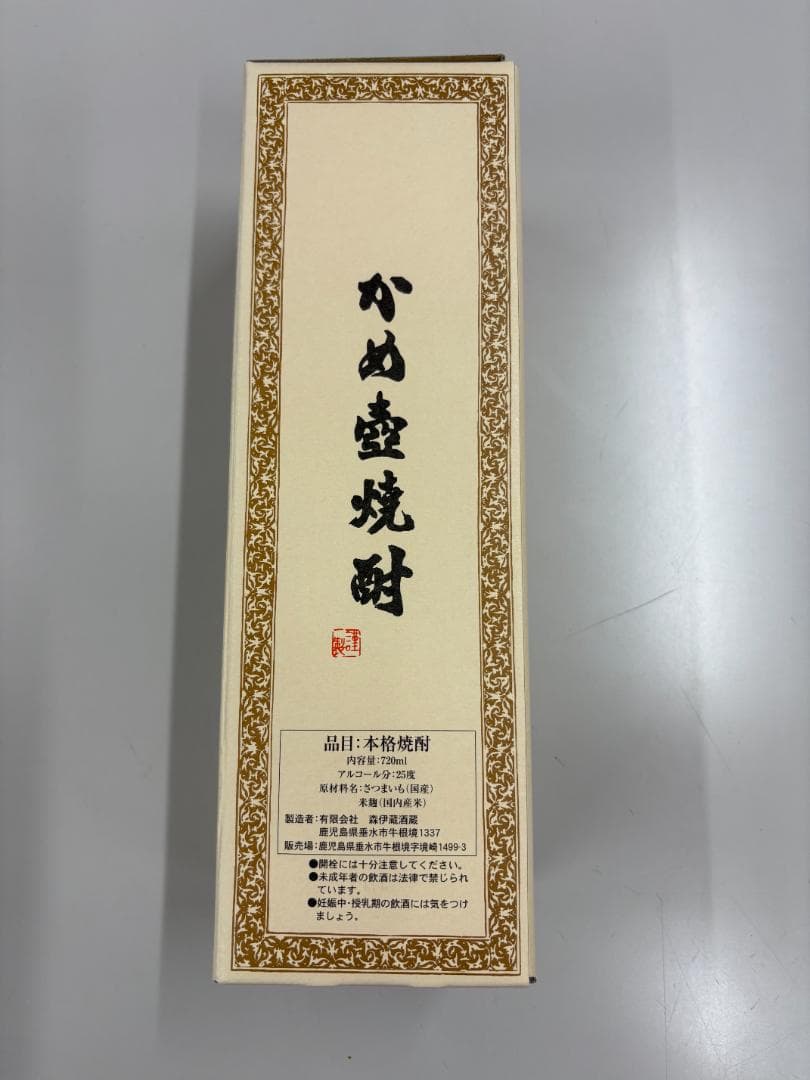 かめ壺焼酎
謹製
品目:本格焼酎
内容量:720ml
アルコール分:25度
原材料名:さつまいも(国産)
米麹(国内産米)
製造者:有限会社 森伊蔵酒蔵
鹿児島県垂水市牛根境1337
販売場:鹿児島県垂水市牛根境字境崎1499-3
●開栓には十分注意してください。
●未成年者の飲酒は法律で禁じられ
ています。
●妊娠中・授乳期の飲酒には気をつけ
ましょう。